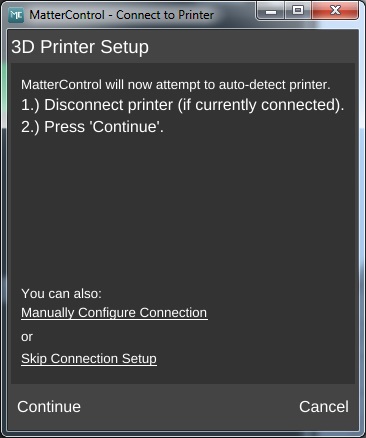 MatterControl - Connect to Printer
3D Printer Setup
MatterControl will now attempt to auto-detect printer.
1.) Disconnect printer (if currently connected).
2.) Press 'Continue'.
You can also:
Manually Configure Connection
or
Skip Connection Setup
Continue Cancel